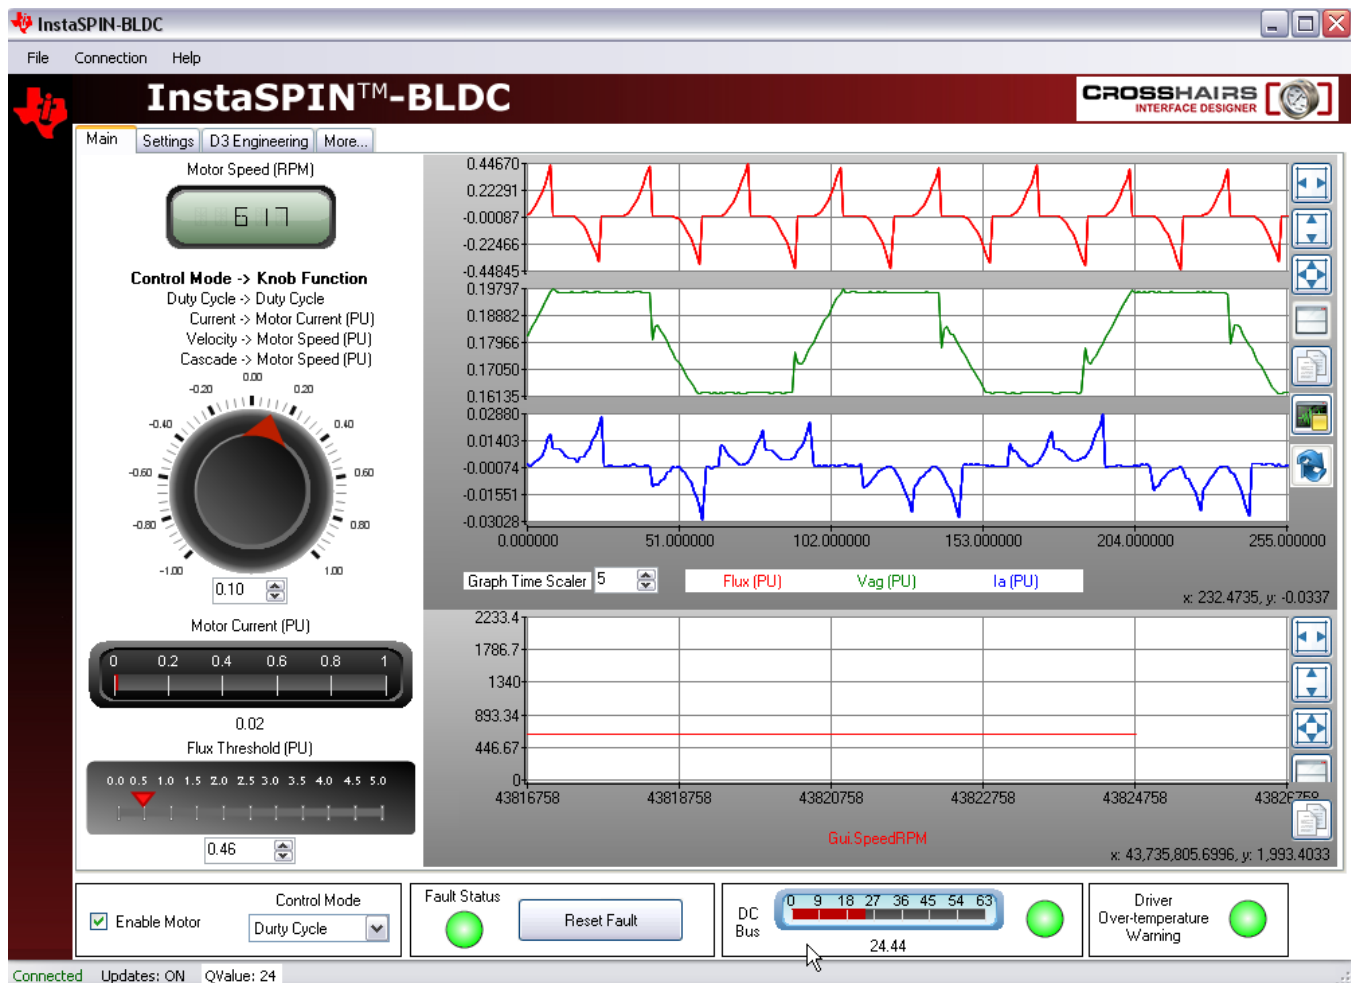 InstaSPIN-BLDC
File Connection Help
InstaSPIN™-BLDC
CROSSHAIRS
INTERFACE DESIGNER
Main Settings D3 Engineering More...
Motor Speed (RPM)
617
Control Mode -> Knob Function
Duty Cycle -> Duty Cycle
Current -> Motor Current (PU)
Velocity -> Motor Speed (PU)
Cascade -> Motor Speed (PU)
0.00
-0.20 0.20
-0.40 0.40
-0.60 0.60
-0.80 0.80
-1.00 1.00
0.10
Motor Current (PU)
0 0.2 0.4 0.6 0.8 1
0.02
Flux Threshold (PU)
0.0 0.5 1.0 1.5 2.0 2.5 3.0 3.5 4.0 4.5 5.0
0.46
0.44670
0.22291
-0.00087
-0.22466
-0.44845
0.19797
0.18882
0.17966
0.17050
0.16135
0.02880
0.01403
-0.00074
-0.01551
-0.03028
0.000000 51.000000 102.000000 153.000000 204.000000 255.000000
Graph Time Scaler 5 Flux (PU) Vag (PU) Ia (PU)
x: 232.4735, y: -0.0337
2233.4
1786.7
1340
893.34
446.67
0
43816758 43818758 43820758 43822758 43824758 43826758
Gui.SpeedRPM
x: 43,735,805.6996, y: 1,993.4033
Enable Motor
Control Mode
Durty Cycle
Fault Status
Reset Fault
DC
Bus
0 9 18 27 36 45 54 63
24.44
Driver
Over-temperature
Warning
Connected Updates: ON QValue: 24